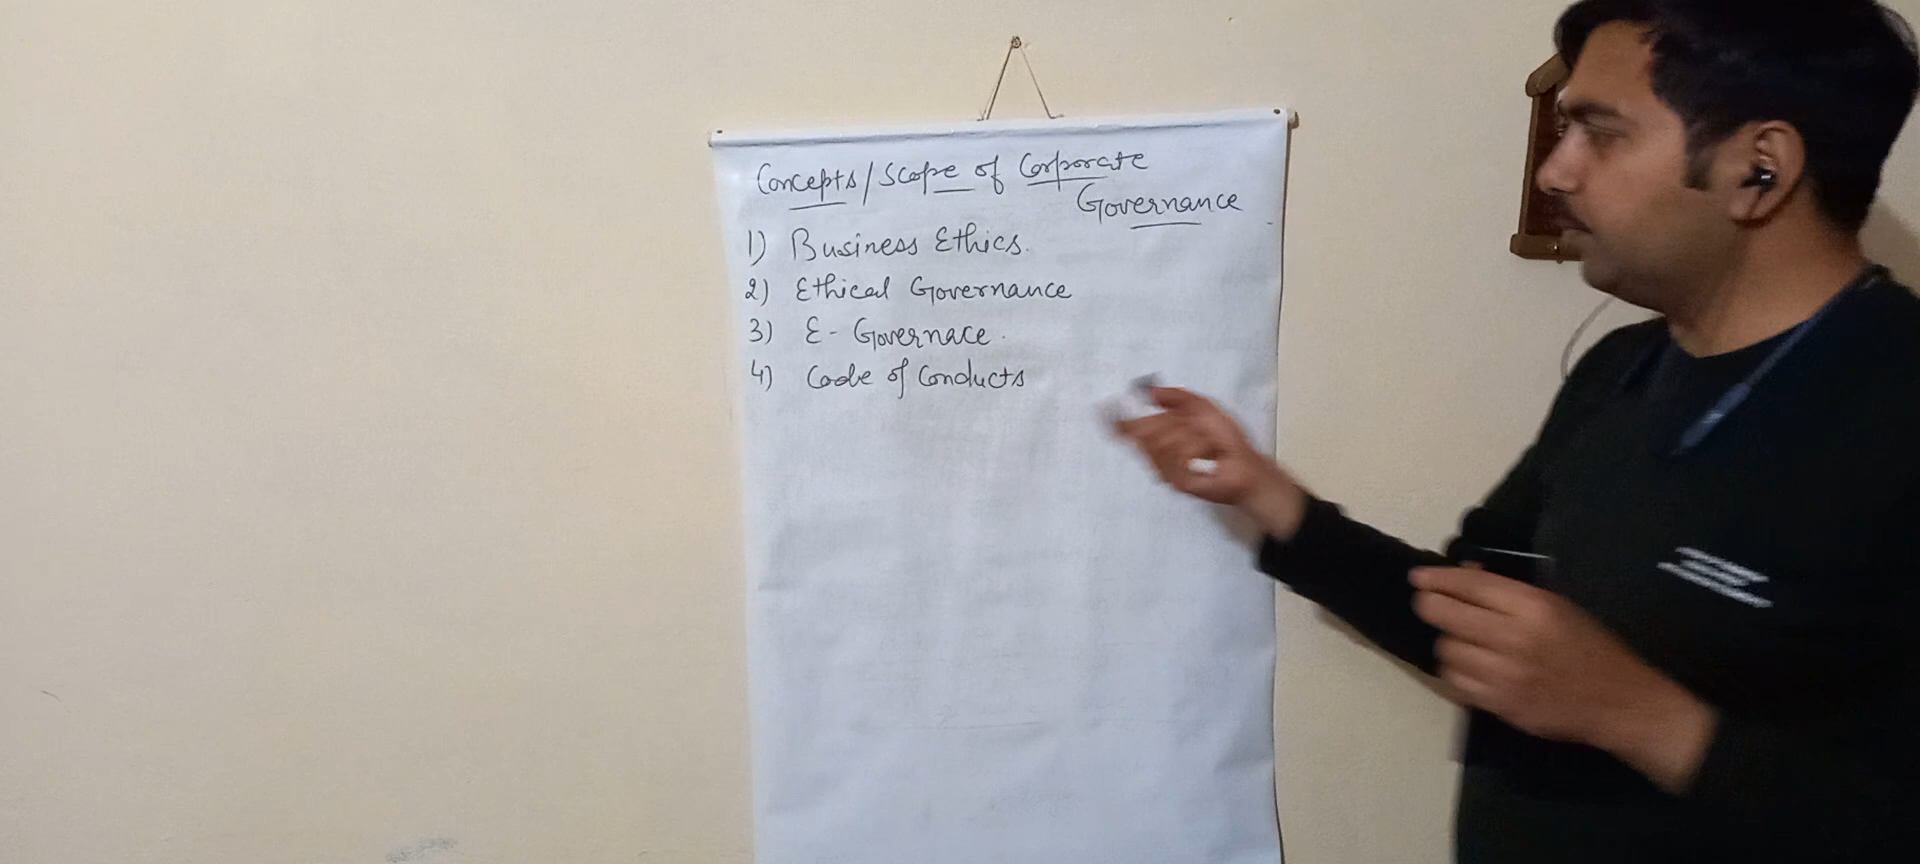 Concepts / Scope of Corporate
Governance
1) Business Ethics.
2) Ethical Governance
3) E- Governace.
4) Code of Conducts